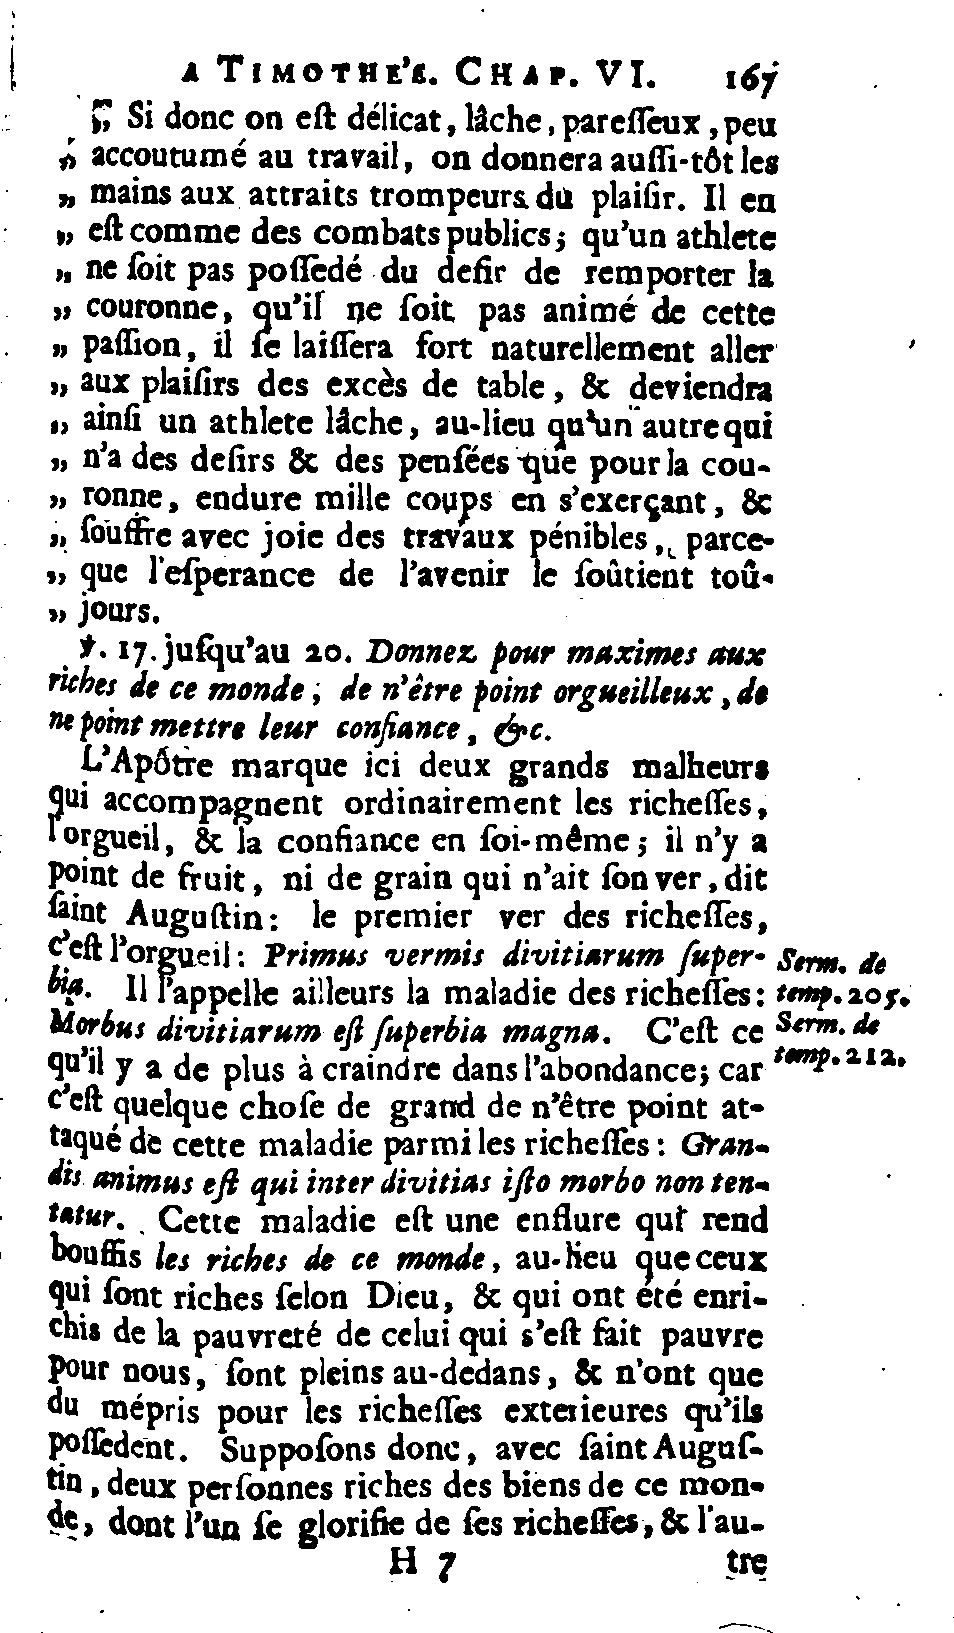 A TIMOTHE'E. CHAP. VI. 165
„ Si donc on eſt délicat, lâche, pareſſeux, peu
„ accoutumé au travail, on donnera auſſi-tôt les
„ mains aux attraits trompeurs du plaiſir. Il en
„ eſt comme des combats publics; qu'un athlete
„ ne ſoit pas poſſedé du deſir de remporter la
„ couronne, qu'il ne ſoit pas animé de cette
„ paſſion, il ſe laiſſera fort naturellement aller
„ aux plaiſirs des excès de table, & deviendra
„ ainſi un athlete lâche, au-lieu qu'un autre qui
„ n'a des deſirs & des penſées que pour la cou-
„ ronne, endure mille coups en s'exerçant, &
„ ſouffre avec joie des travaux pénibles, parce-
„ que l'eſperance de l'avenir le ſoûtient toû-
„ jours.
℣. 17. juſqu'au 20. Donnez pour maximes aux
riches de ce monde, de n'être point orgueilleux, de
ne point mettre leur confiance, &c.
L'Apôtre marque ici deux grands malheurs
qui accompagnent ordinairement les richeſſes,
l'orgueil, & la confiance en ſoi-même; il n'y a
point de fruit, ni de grain qui n'ait ſon ver, dit
ſaint Auguſtin: le premier ver des richeſſes,
c'eſt l'orgueil: Primus vermis divitiarum ſuper-
bia. Il l'appelle ailleurs la maladie des richeſſes:
Morbus divitiarum eſt ſuperbia magna. C'eſt ce
qu'il y a de plus à craindre dans l'abondance; car
c'eſt quelque choſe de grand de n'être point at-
taqué de cette maladie parmi les richeſſes: Gran-
dis animus eſt qui inter divitias iſto morbo non ten-
tatur. Cette maladie eſt une enflure qui rend
bouffis les riches de ce monde, au-lieu que ceux
qui ſont riches ſelon Dieu, & qui ont été enri-
chis de la pauvreté de celui qui s'eſt fait pauvre
pour nous, ſont pleins au-dedans, & n'ont que
du mépris pour les richeſſes exterieures qu'ils
poſſedent. Suppoſons donc, avec ſaint Auguſ-
tin, deux perſonnes riches des biens de ce mon-
de, dont l'un ſe glorifie de ſes richeſſes, & l'au-
H 7 tre
Serm. de
temp. 205.
Serm. de
temp. 212.